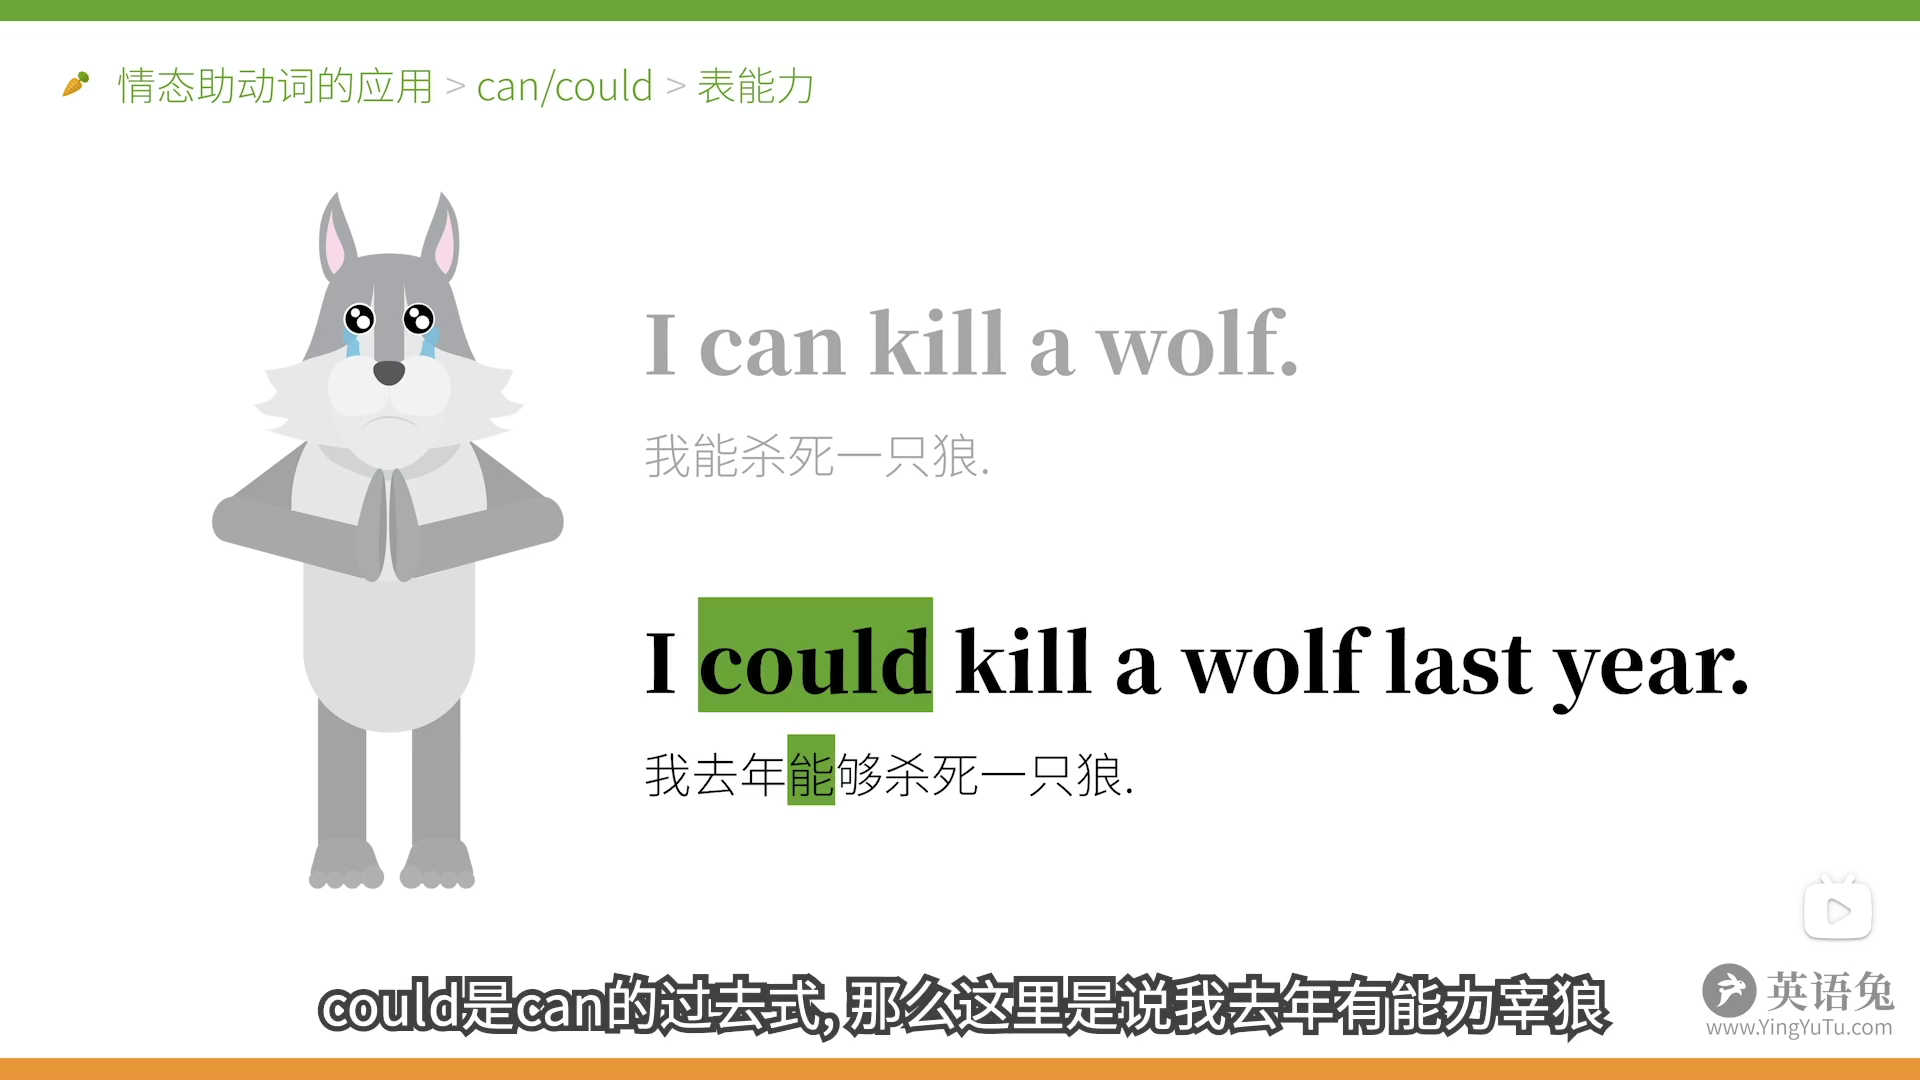 情态助动词的应用 > can/could > 表能力
I can kill a wolf.
我能杀死一只狼.
I could kill a wolf last year.
我去年能够杀死一只狼.
could是can的过去式, 那么这里是说我去年有能力宰狼
英语兔
www.YingYuTu.com